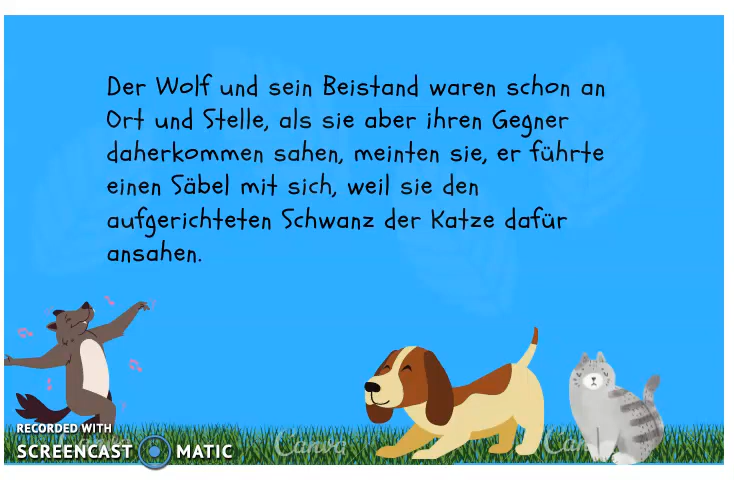 Der Wolf und sein Beistand waren schon an
Ort und Stelle, als sie aber ihren Gegner
daherkommen sahen, meinten sie, er führte
einen Säbel mit sich, weil sie den
aufgerichteten Schwanz der Katze dafür
ansahen.
RECORDED WITH
SCREENCAST MATIC
Canva
Canva